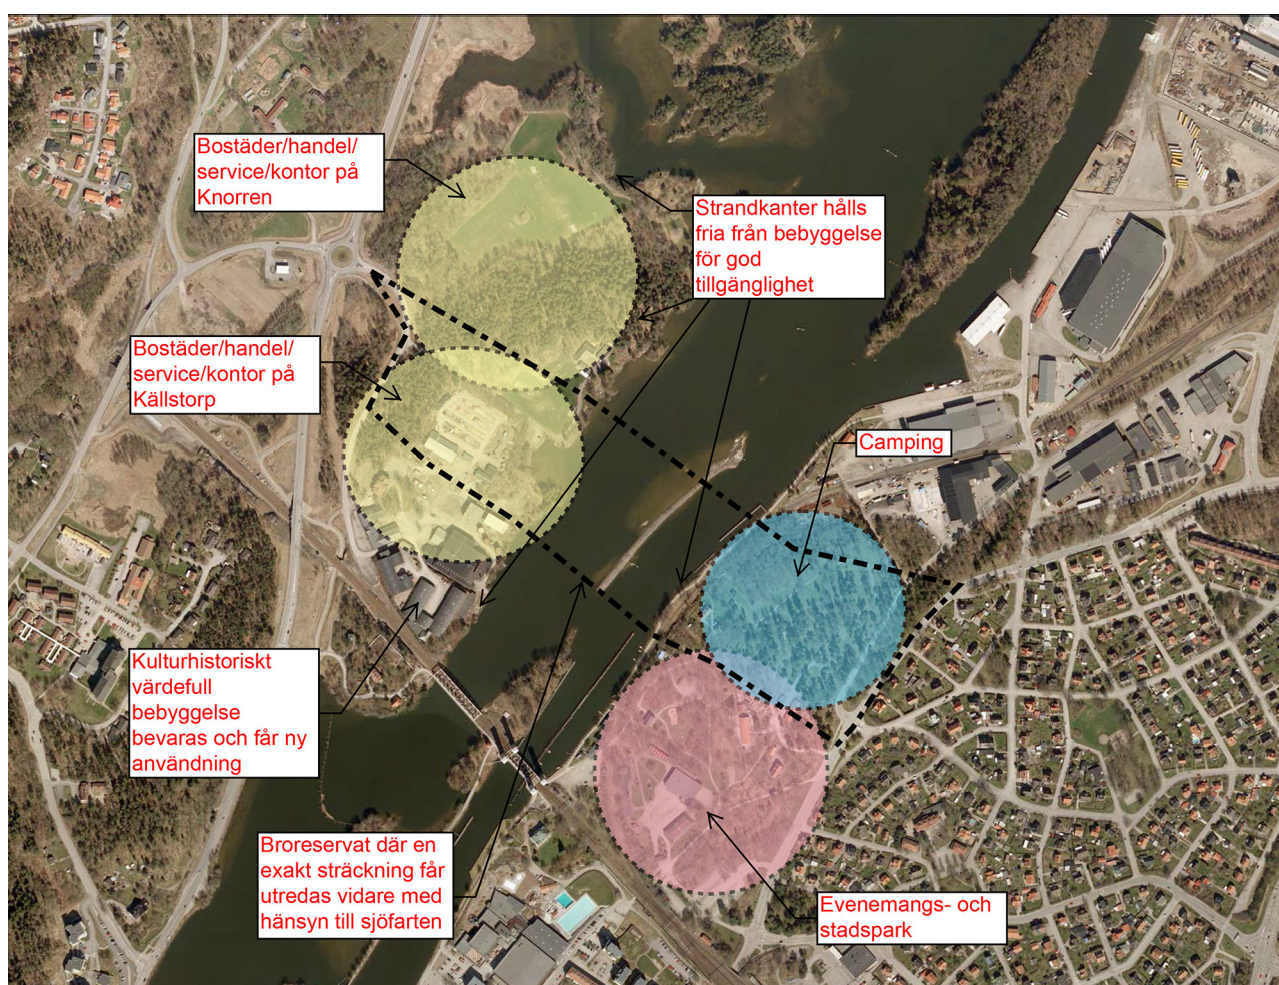 Bostäder/handel/
service/kontor på
Knorren
Strandkanter hålls
fria från bebyggelse
för god
tillgänglighet
Bostäder/handel/
service/kontor på
Källstorp
Camping
Kulturhistoriskt
värdefull
bebyggelse
bevaras och får ny
användning
Broreservat där en
exakt sträckning får
utredas vidare med
hänsyn till sjöfarten
Evenemangs- och
stadspark